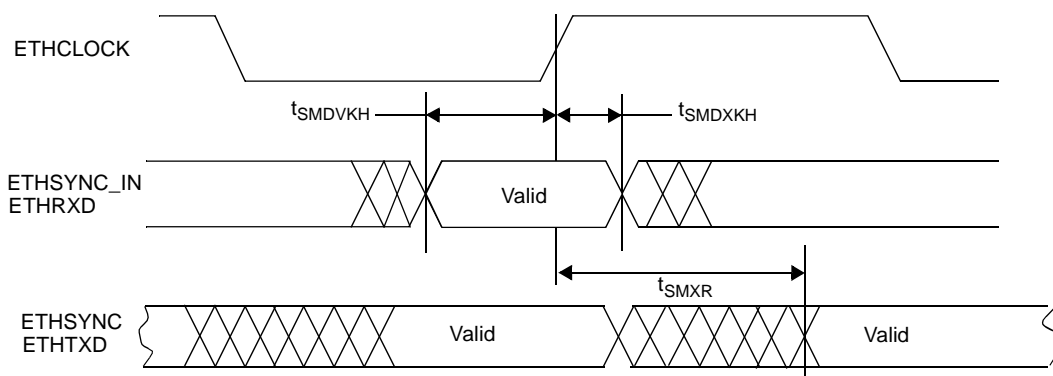 ETHCLOCK
tSMDVKH
tSMDXKH
ETHSYNC_IN
ETHRXD
Valid
tSMXR
ETHSYNC
ETHTXD
Valid
Valid